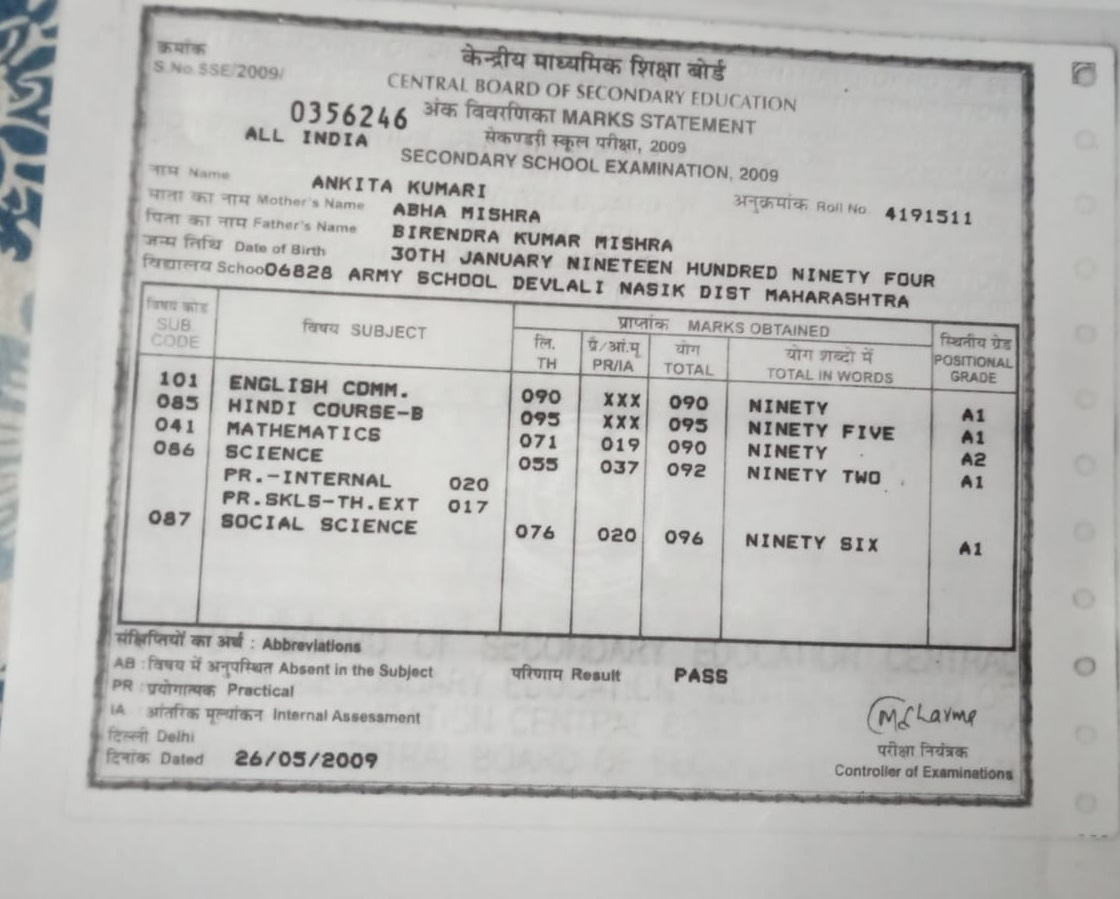 क्रमांक
S.No.SSE/2009/
केन्द्रीय माध्यमिक शिक्षा बोर्ड
CENTRAL BOARD OF SECONDARY EDUCATION
0356246 अंक विवरणिका MARKS STATEMENT
ALL INDIA सेकण्डरी स्कूल परीक्षा, 2009
SECONDARY SCHOOL EXAMINATION, 2009
नाम Name ANKITA KUMARI अनुक्रमांक Roll No. 4191511
माता का नाम Mother's Name ABHA MISHRA
पिता का नाम Father's Name BIRENDRA KUMAR MISHRA
जन्म तिथि Date of Birth 30TH JANUARY NINETEEN HUNDRED NINETY FOUR
विद्यालय Schoo06828 ARMY SCHOOL DEVLALI NASIK DIST MAHARASHTRA
विषय कोड SUB. CODE विषय SUBJECT प्राप्तांक MARKS OBTAINED स्थितीय ग्रेड POSITIONAL GRADE
लि. TH प्रै/आं.मू PR/IA योग TOTAL योग शब्दो में TOTAL IN WORDS
101 ENGLISH COMM. 090 XXX 090 NINETY A1
085 HINDI COURSE-B 095 XXX 095 NINETY FIVE A1
041 MATHEMATICS 071 019 090 NINETY A2
086 SCIENCE 055 037 092 NINETY TWO A1
PR.-INTERNAL 020
PR.SKLS-TH.EXT 017
087 SOCIAL SCIENCE 076 020 096 NINETY SIX A1
संक्षिप्तियों का अर्थ : Abbreviations
AB : विषय में अनुपस्थित Absent in the Subject परिणाम Result PASS
PR : प्रयोगात्मक Practical
IA आंतरिक मूल्यांकन Internal Assessment
दिल्ली Delhi
दिनांक Dated 26/05/2009
परीक्षा नियंत्रक
Controller of Examinations